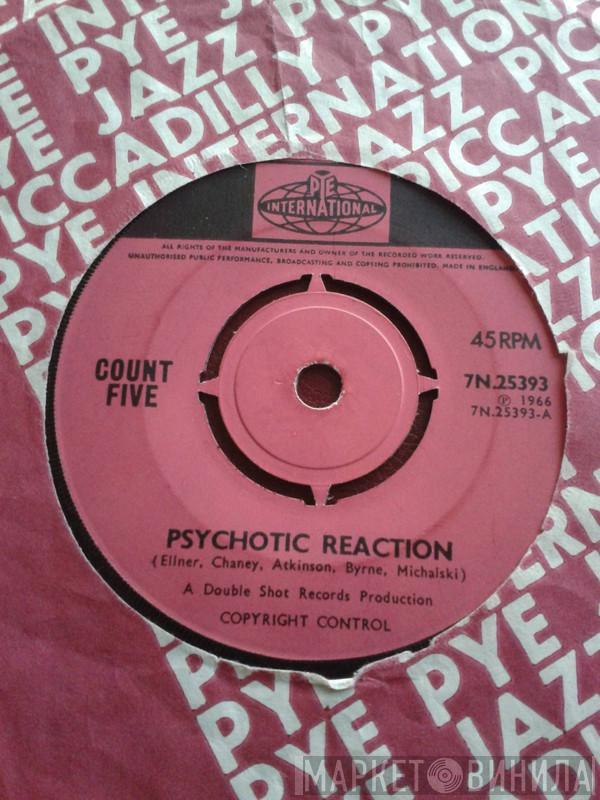 PYE
INTERNATIONAL
ALL RIGHTS OF THE MANUFACTURERS AND OWNER OF THE RECORDED WORK RESERVED.
UNAUTHORISED PUBLIC PERFORMANCE, BROADCASTING AND COPYING PROHIBITED. MADE IN ENGLAND
COUNT
FIVE
45 RPM
7N.25393
Ⓟ 1966
7N.25393-A
PSYCHOTIC REACTION
(Ellner, Chaney, Atkinson, Byrne, Michalski)
A Double Shot Records Production
COPYRIGHT CONTROL
PYE INTERNATIONAL
PYE JAZZ
PICCADILLY PYE
МАРКЕТ ВИНИЛА